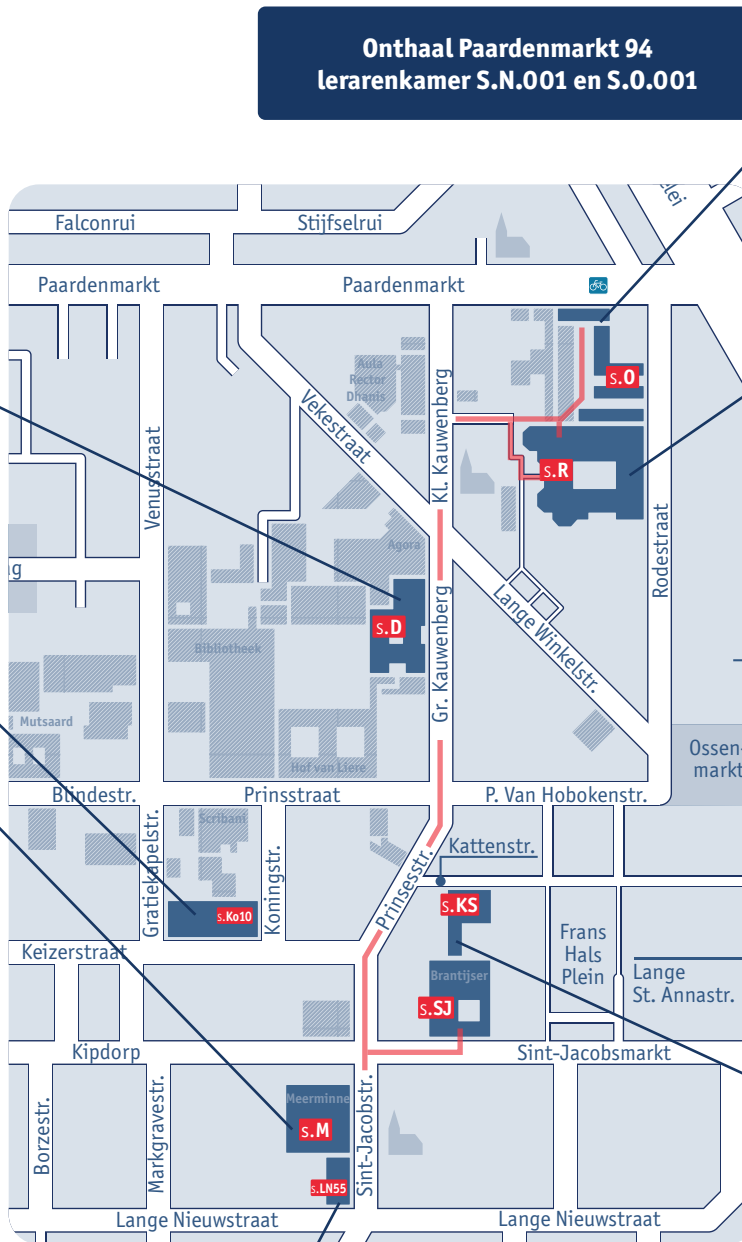 Onthaal Paardenmarkt 94
lerarenkamer S.N.001 en S.O.001
elei
Falconrui
Stijfselrui
Paardenmarkt
Paardenmarkt
Aula
Rector
Dhanis
S.O
Kl. Kauwenberg
Vekestraat
Venusstraat
S.R
Rodestraat
Agora
g
Lange Winkelstr.
Gr. Kauwenberg
S.D
Bibliotheek
Mutsaard
Ossen-
markt
Hof van Liere
Blindestr.
Prinsstraat
P. Van Hobokenstr.
Scribani
Gratiekapelstr.
Koningstr.
Kattenstr.
Prinsesstr.
S.KS
S.Ko10
Frans
Hals
Plein
Keizerstraat
Brantijser
Lange
St. Annastr.
S.SJ
Kipdorp
Sint-Jacobsmarkt
Meerminne
Borzestr.
Markgravestr.
Sint-Jacobstr.
S.M
S.LN55
Lange Nieuwstraat
Lange Nieuwstraat